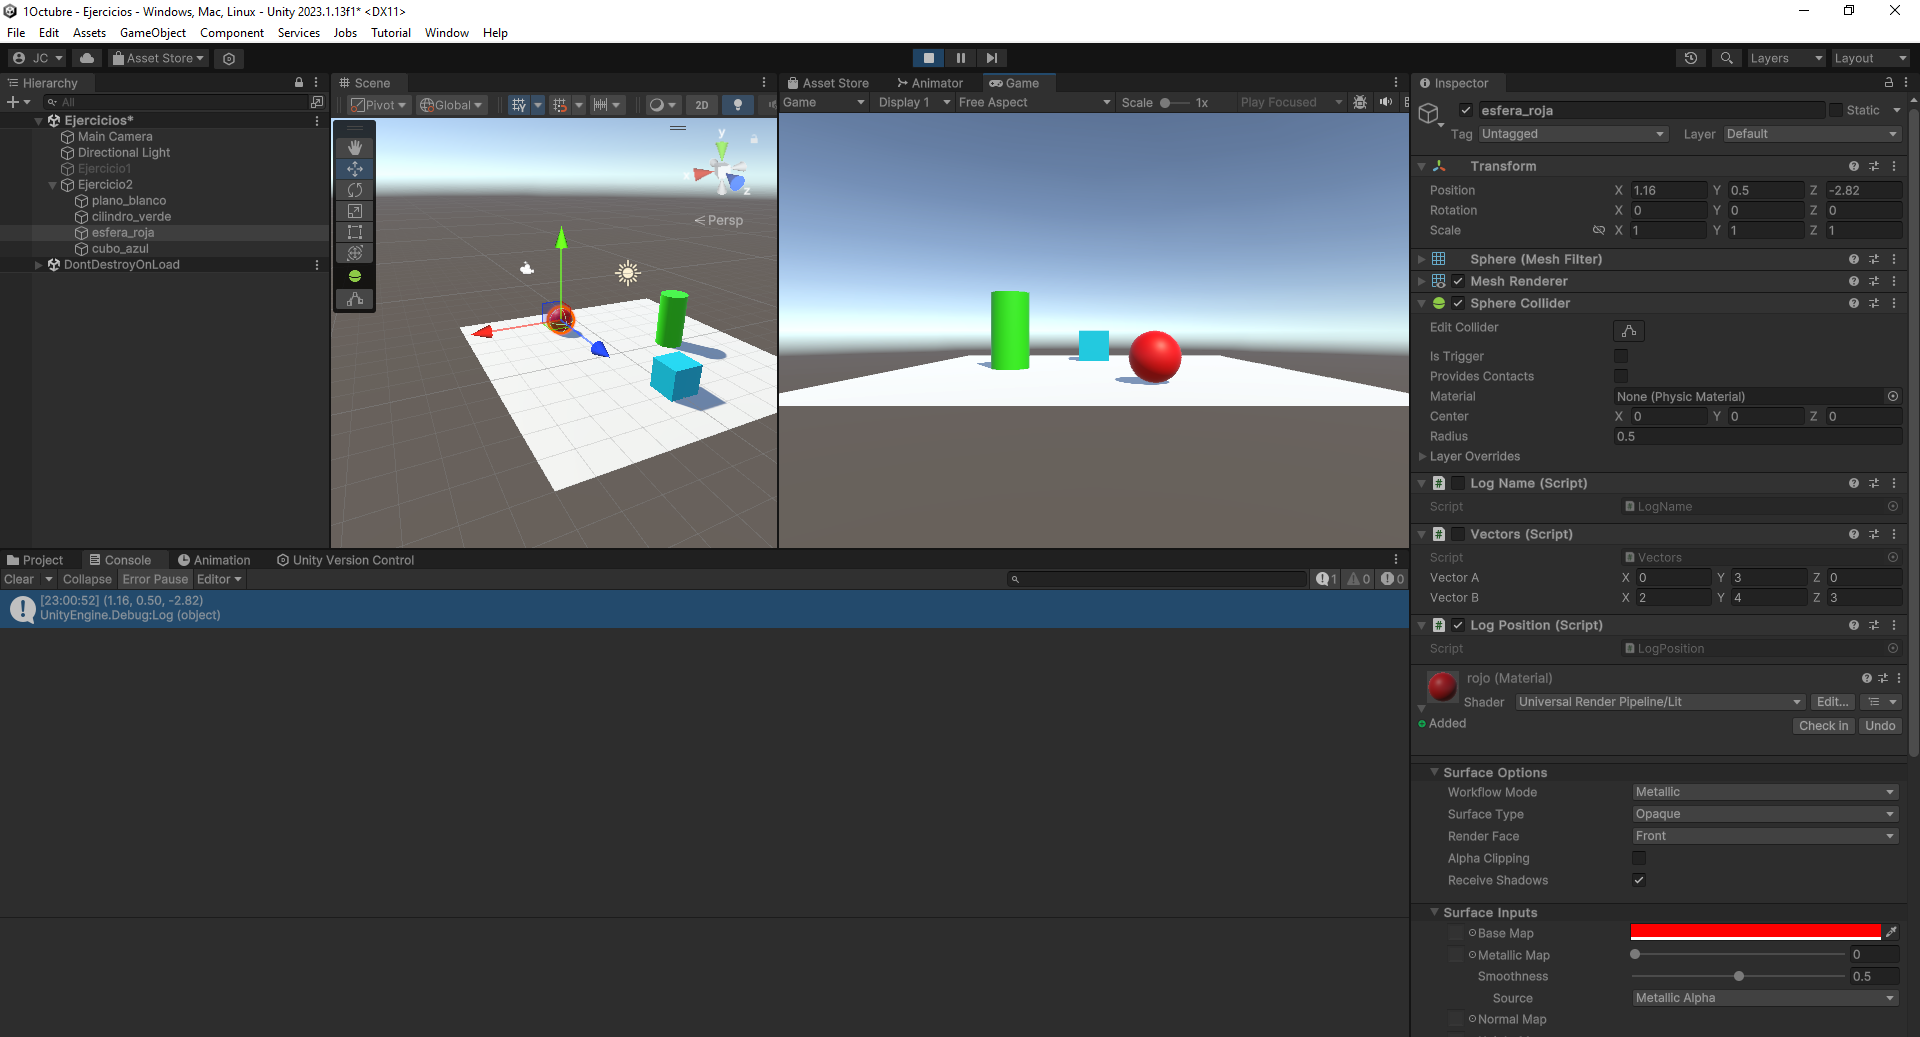 1Octubre - Ejercicios - Windows, Mac, Linux - Unity 2023.1.13f1* <DX11>
File Edit Assets GameObject Component Services Jobs Tutorial Window Help
JC Asset Store Layers Layout
Hierarchy
All
Ejercicios*
Main Camera
Directional Light
Ejercicio1
Ejercicio2
plano_blanco
cilindro_verde
esfera_roja
cubo_azul
DontDestroyOnLoad
Scene
Pivot Global 2D
y
x
z
Persp
Asset Store Animator Game
Game Display 1 Free Aspect Scale 1x Play Focused
Project Console Animation Unity Version Control
Clear Collapse Error Pause Editor 1 0 0
[23:00:52] (1.16, 0.50, -2.82)
UnityEngine.Debug:Log (object)
Inspector
esfera_roja Static
Tag Untagged Layer Default
Transform
Position X 1.16 Y 0.5 Z -2.82
Rotation X 0 Y 0 Z 0
Scale X 1 Y 1 Z 1
Sphere (Mesh Filter)
Mesh Renderer
Sphere Collider
Edit Collider
Is Trigger
Provides Contacts
Material None (Physic Material)
Center X 0 Y 0 Z 0
Radius 0.5
Layer Overrides
# Log Name (Script)
Script LogName
# Vectors (Script)
Script Vectors
Vector A X 0 Y 3 Z 0
Vector B X 2 Y 4 Z 3
# Log Position (Script)
Script LogPosition
rojo (Material)
Shader Universal Render Pipeline/Lit Edit...
Added Check in Undo
Surface Options
Workflow Mode Metallic
Surface Type Opaque
Render Face Front
Alpha Clipping
Receive Shadows
Surface Inputs
Base Map
Metallic Map 0
Smoothness 0.5
Source Metallic Alpha
Normal Map